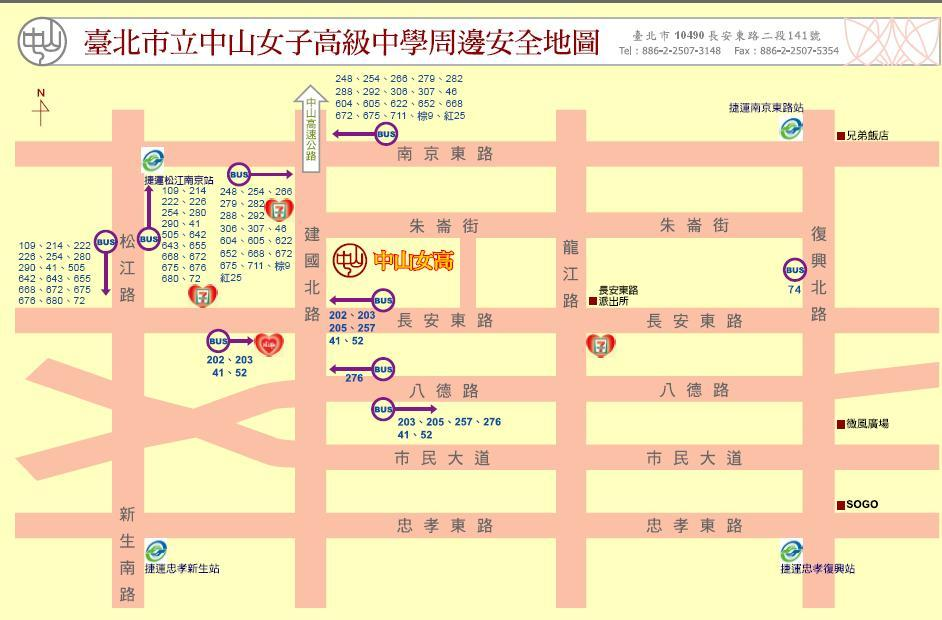 臺北市立中山女子高級中學周邊安全地圖
臺北市 10490 長安東路二段141號
Tel：886-2-2507-3148　Fax：886-2-2507-5354
N
中山高速公路
248、254、266、279、282
288、292、306、307、46
604、605、622、652、668
672、675、711、棕9、紅25
BUS
捷運南京東路站
兄弟飯店
南京東路
捷運松江南京站
BUS
109、214
222、226
254、280
290、41
505、642
643、655
668、672
675、676
680、72
BUS
248、254、266
279、282
288、292
306、307、46
604、605、622
652、668、672
675、711、棕9
紅25
7
朱崙街
朱崙街
BUS
109、214、222
226、254、280
290、41、505
642、643、655
668、672、675
676、680、72
松江路
建國北路
中山女高
龍江路
復興北路
BUS
74
長安東路
派出所
7
BUS
202、203
205、257
41、52
長安東路
長安東路
BUS
202、203
41、52
7
BUS
276
八德路
八德路
BUS
203、205、257、276
41、52
微風廣場
市民大道
市民大道
SOGO
新生南路
忠孝東路
忠孝東路
捷運忠孝新生站
捷運忠孝復興站